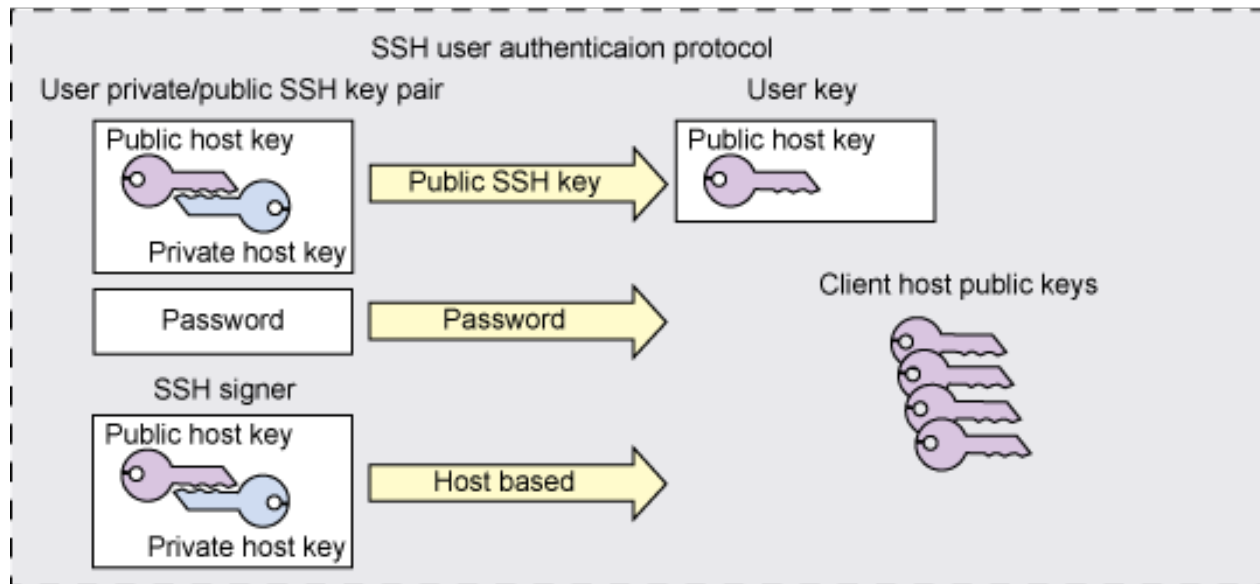 SSH user authenticaion protocol
User private/public SSH key pair
User key
Public host key
Private host key
Public SSH key
Public host key
Password
Password
Client host public keys
SSH signer
Public host key
Private host key
Host based